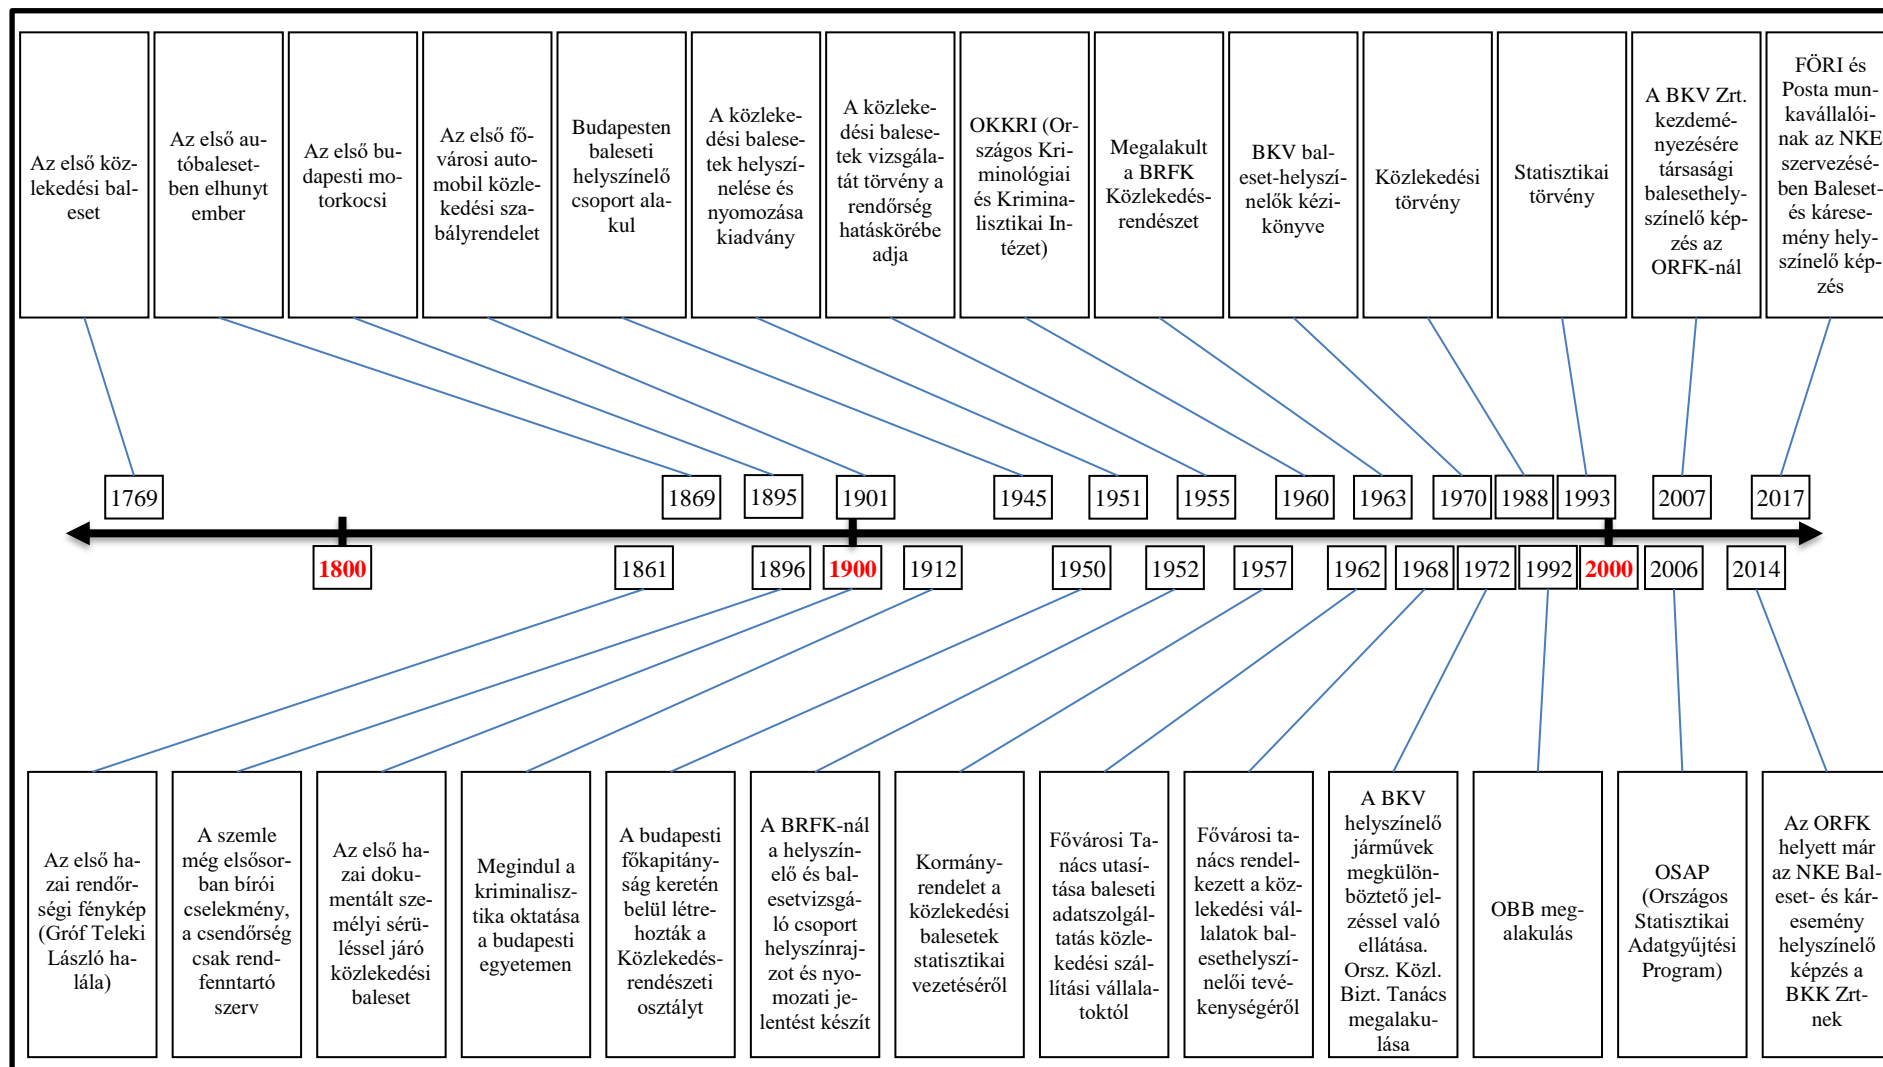 Az első köz-
lekedési bal-
eset
Az első au-
tóbaleset-
ben elhunyt
ember
Az első bu-
dapesti mo-
torkocsi
Az első fő-
városi auto-
mobil közle-
kedési sza-
bályrendelet
Budapesten
baleseti
helyszínelő
csoport ala-
kul
A közleke-
dési balese-
tek helyszí-
nelése és
nyomozása
kiadvány
A közleke-
dési balese-
tek vizsgála-
tát törvény a
rendőrség
hatáskörébe
adja
OKKRI (Or-
szágos Kri-
minológiai
és Krimina-
lisztikai In-
tézet)
Megalakult
a BRFK
Közlekedés-
rendészet
BKV bal-
eset-helyszí-
nelők kézi-
könyve
Közlekedési
törvény
Statisztikai
törvény
A BKV Zrt.
kezdemé-
nyezésére
társasági
balesethely-
színelő kép-
zés az
ORFK-nál
FÖRI és
Posta mun-
kavállalói-
nak az NKE
szervezésé-
ben Baleset-
és kárese-
mény hely-
színelő kép-
zés
1769
1869
1895
1901
1945
1951
1955
1960
1963
1970
1988
1993
2007
2017
1800
1861
1896
1900
1912
1950
1952
1957
1962
1968
1972
1992
2000
2006
2014
Az első ha-
zai rendőr-
ségi fénykép
(Gróf Teleki
László ha-
lála)
A szemle
még elsősor-
ban bírói
cselekmény,
a csendőrség
csak rend-
fenntartó
szerv
Az első ha-
zai doku-
mentált sze-
mélyi sérü-
léssel járó
közlekedési
baleset
Megindul a
kriminalisz-
tika oktatása
a budapesti
egyetemen
A budapesti
főkapitány-
ság keretén
belül létre-
hozták a
Közlekedés-
rendészeti
osztályt
A BRFK-nál
a helyszín-
elő és bal-
esetvizsgá-
ló csoport
helyszínraj-
zot és nyo-
mozati je-
lentést készít
Kormány-
rendelet a
közlekedési
balesetek
statisztikai
vezetéséről
Fővárosi Ta-
nács utasí-
tása baleseti
adatszolgál-
tatás közle-
kedési szál-
lítási vállala-
toktól
Fővárosi ta-
nács rendel-
kezett a köz-
lekedési vál-
lalatok bal-
esethelyszí-
nelői tevé-
kenységéről
A BKV
helyszínelő
járművek
megkülön-
böztető jel-
zéssel való
ellátása.
Orsz. Közl.
Bizt. Tanács
megalaku-
lása
OBB meg-
alakulás
OSAP
(Országos
Statisztikai
Adatgyűjtési
Program)
Az ORFK
helyett már
az NKE Bal-
eset- és kár-
esemény
helyszínelő
képzés a
BKK Zrt-
nek